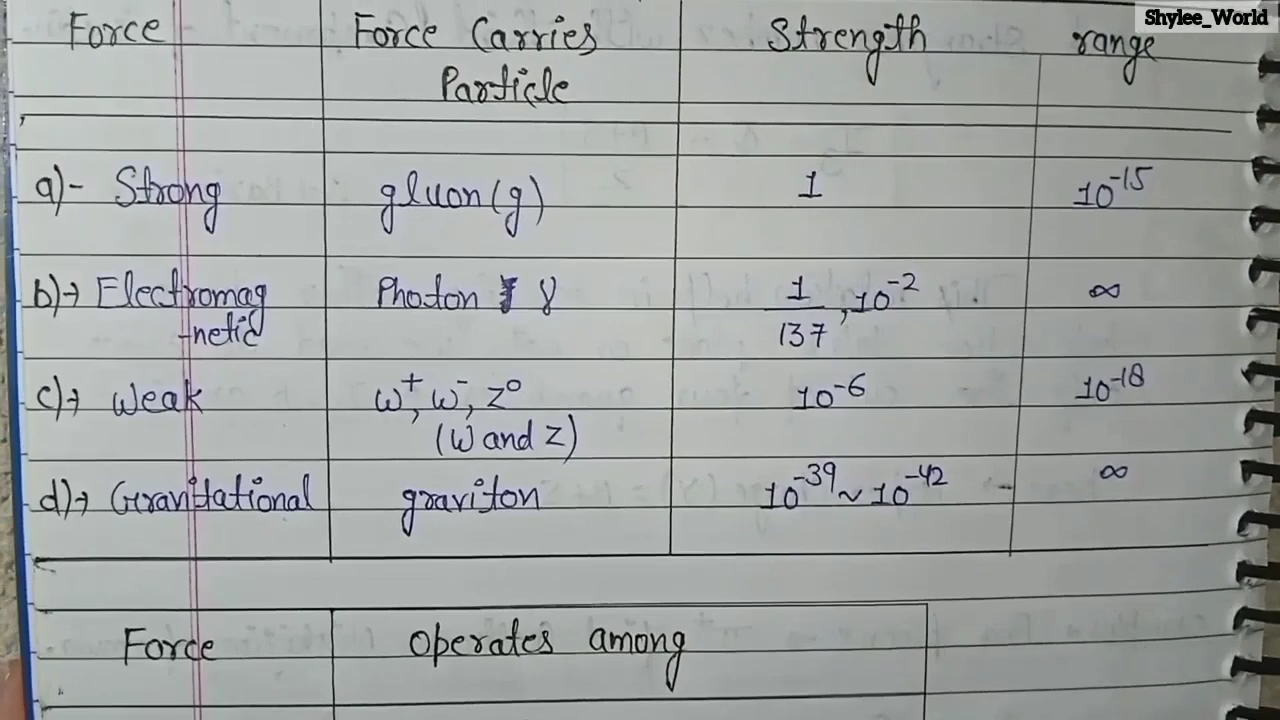 Shylee_World
Force Force Carries Strength range
Particle
a)- Strong gluon(g) 1 10⁻¹⁵
b)→ Electromag Photon γ 1/137, 10⁻² ∞
-netic
c)→ Weak W⁺, W⁻, Z⁰ 10⁻⁶ 10⁻¹⁸
(W and Z)
d)→ Gravitational graviton 10⁻³⁹ ~ 10⁻⁴² - ∞
Force Operates among